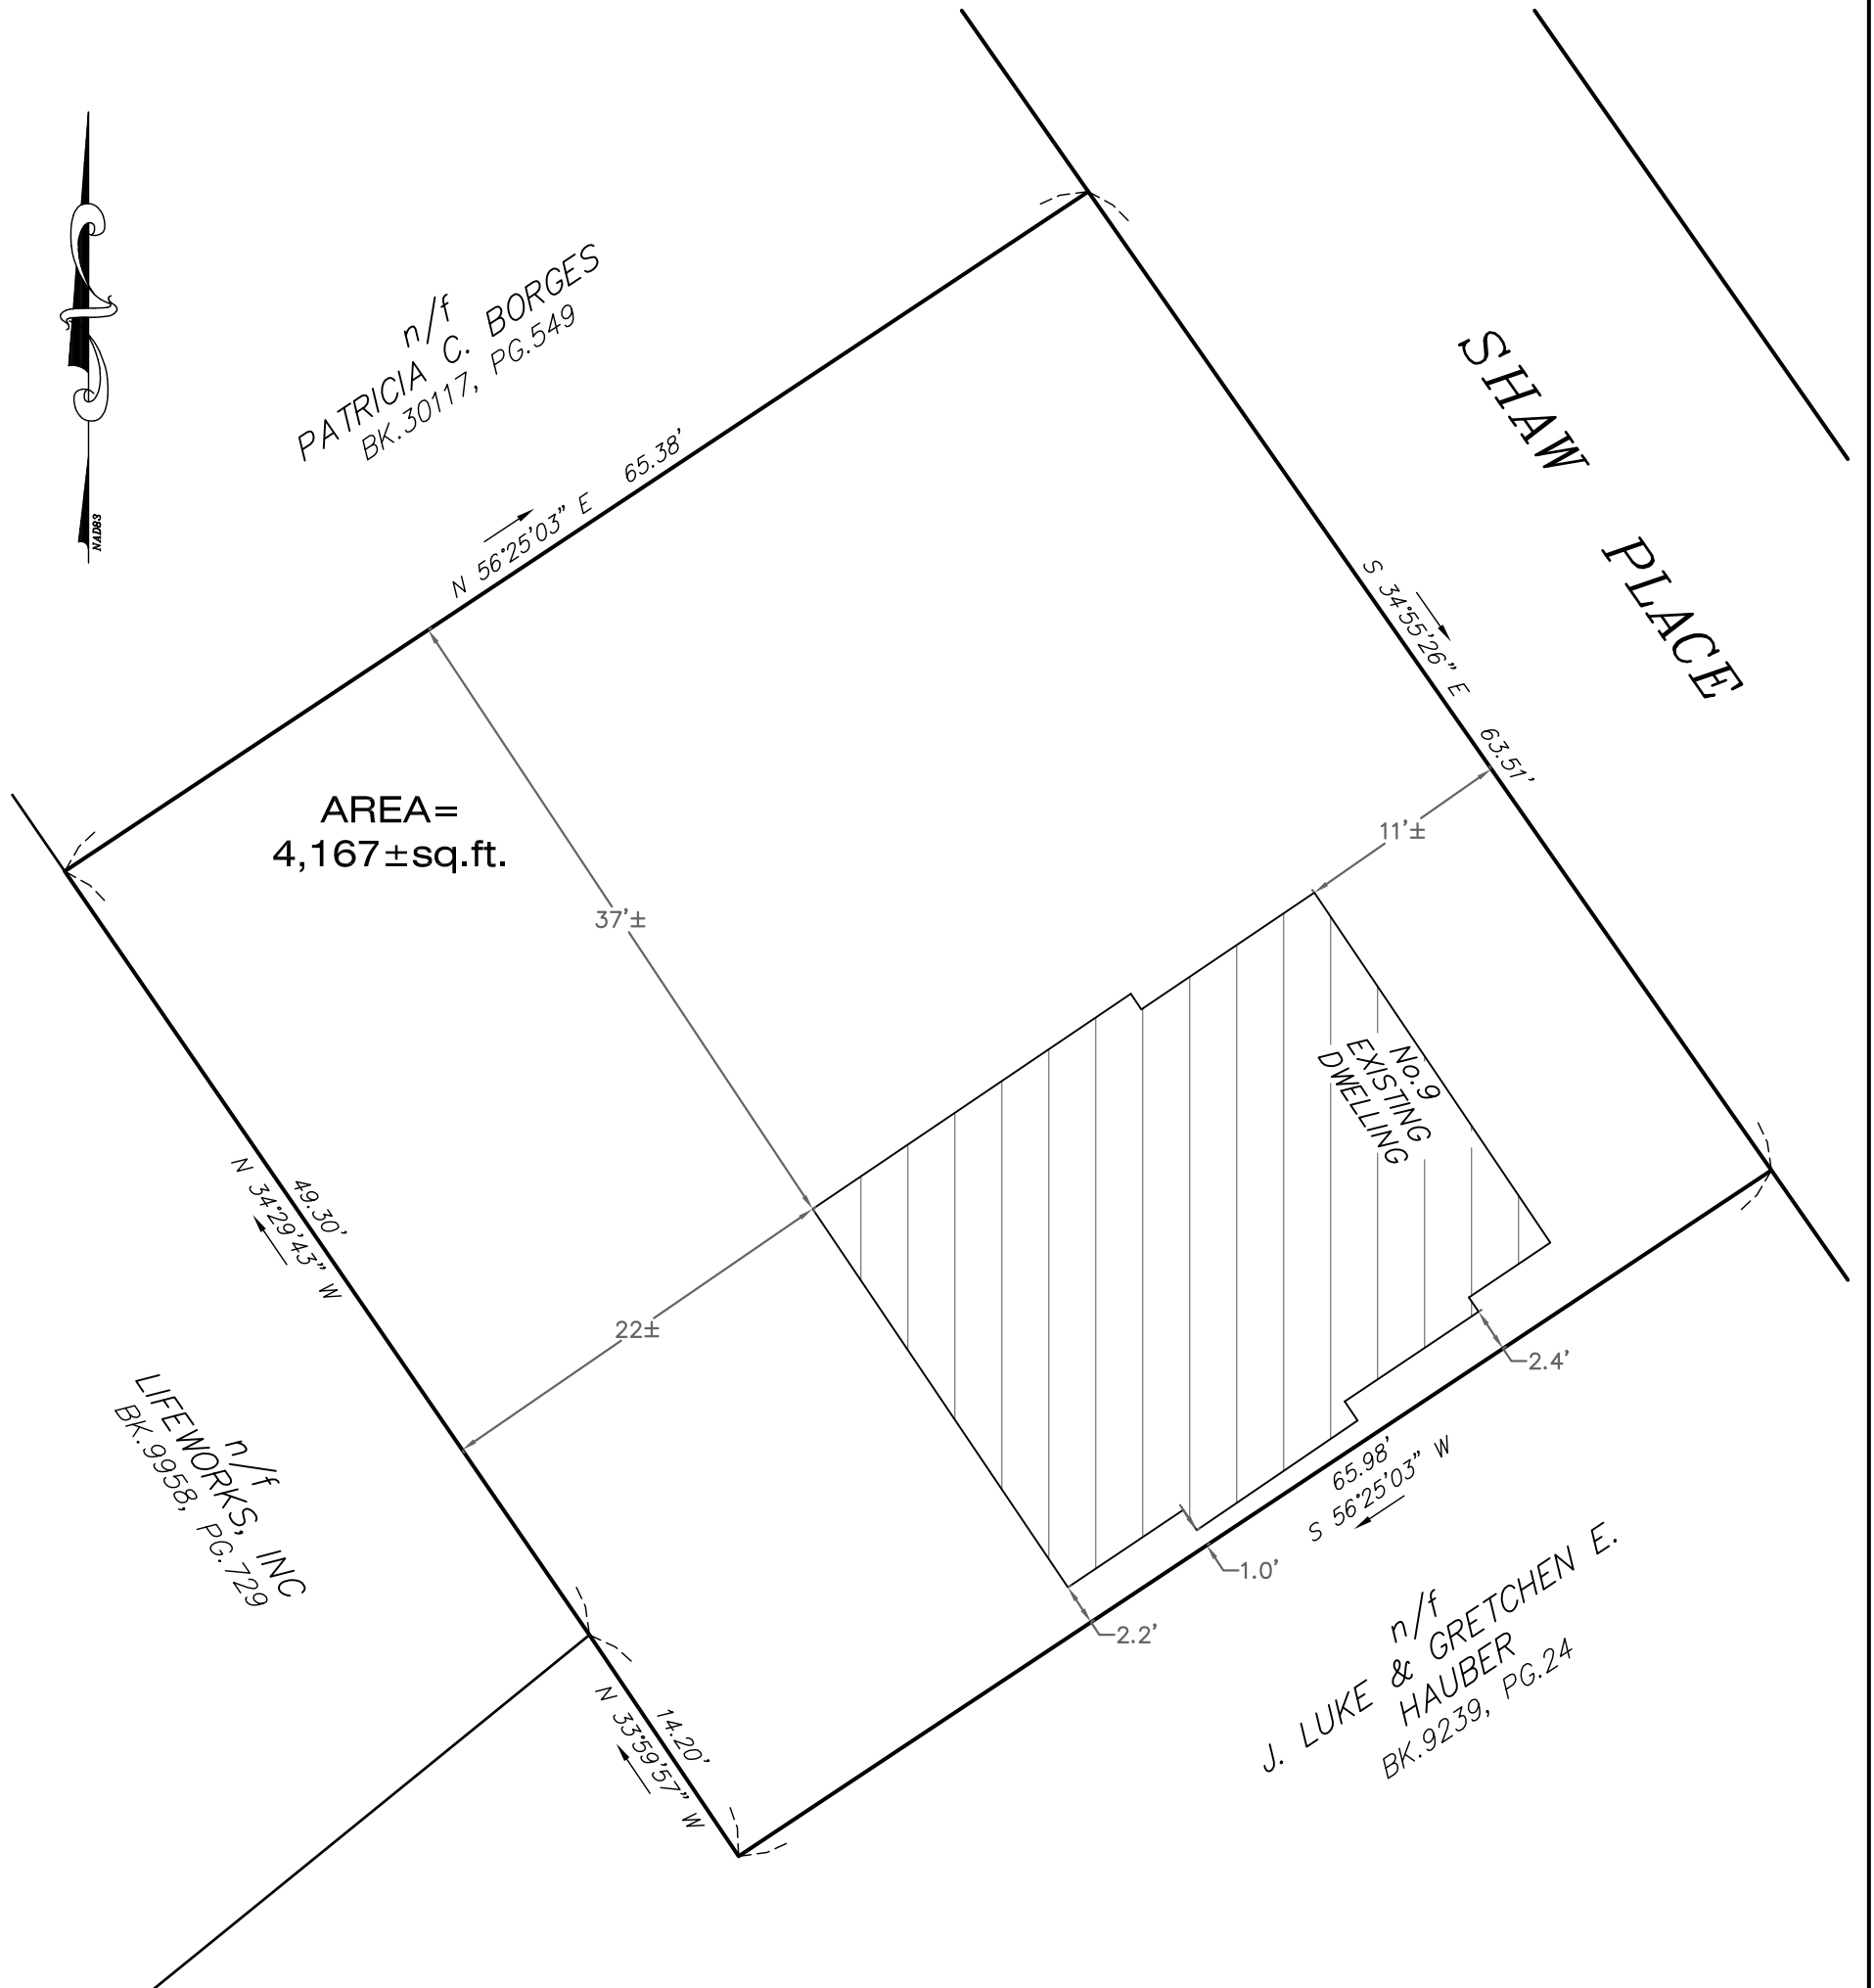 NAD83
n/f
PATRICIA C. BORGES
BK.30117, PG.549
N 56°25'03" E 65.38'
SHAW PLACE
S 34°55'26" E 63.51'
AREA=
4,167±sq.ft.
37'±
11'±
No.9
EXISTING
DWELLING
49.30'
N 34°29'43" W
22±
n/f
LIFEWORKS, INC
BK.9958, PG.729
2.4'
65.98'
S 56°25'03" W
1.0'
2.2'
14.20'
N 33°59'57" W
n/f
J. LUKE & GRETCHEN E.
HAUBER
BK.9239, PG.24